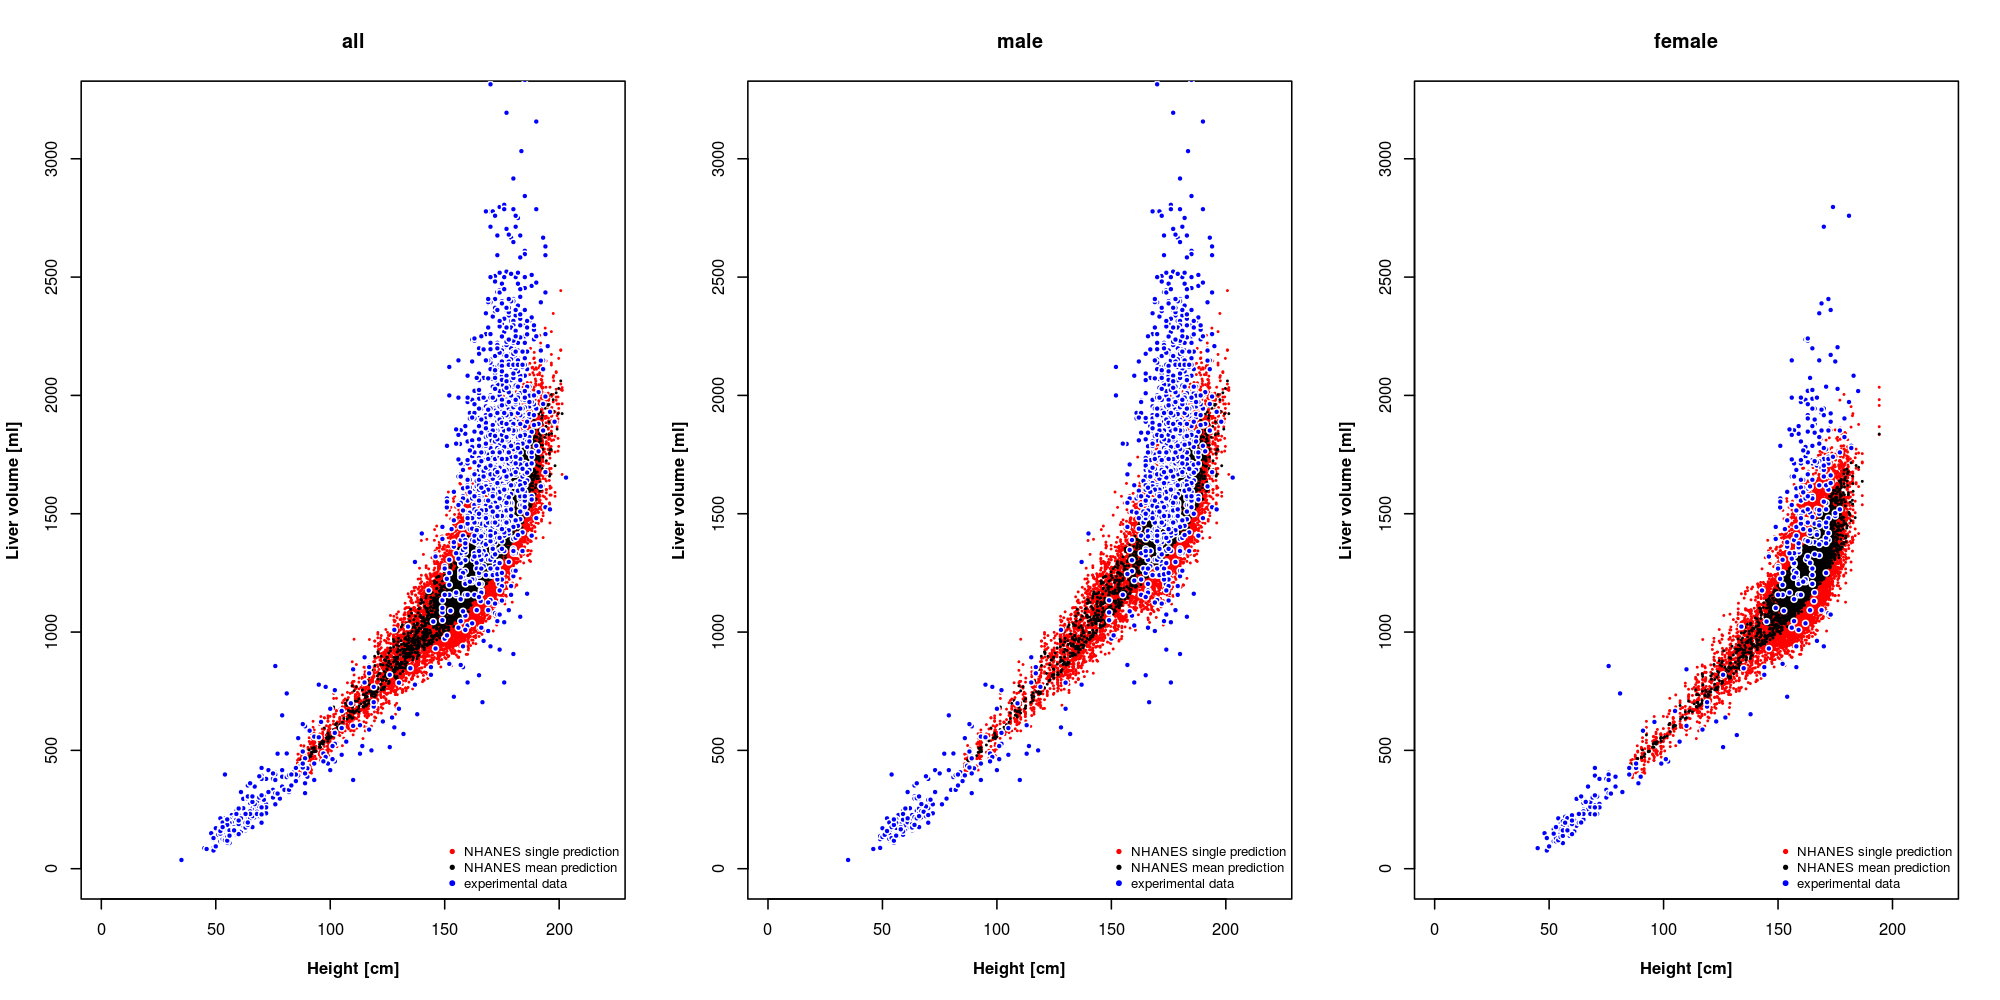 all
male
female
Liver volume [ml]
3000
2500
2000
1500
1000
500
0
NHANES single prediction
NHANES mean prediction
experimental data
0 50 100 150 200
Height [cm]
Liver volume [ml]
3000
2500
2000
1500
1000
500
0
NHANES single prediction
NHANES mean prediction
experimental data
0 50 100 150 200
Height [cm]
Liver volume [ml]
3000
2500
2000
1500
1000
500
0
NHANES single prediction
NHANES mean prediction
experimental data
0 50 100 150 200
Height [cm]